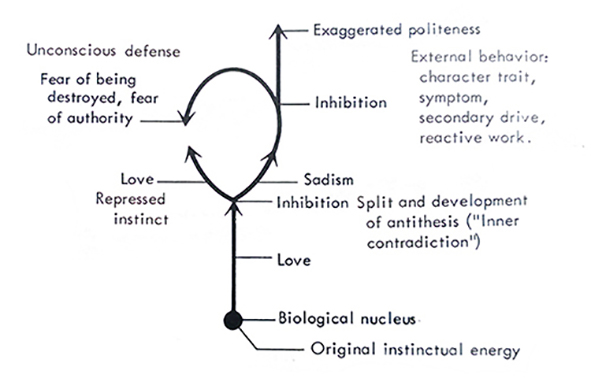 Exaggerated politeness
Unconscious defense
External behavior:
Fear of being
character trait,
destroyed, fear
Inhibition
symptom,
of authority
secondary drive,
reactive work.
Love
Sadism
Repressed
instinct
Inhibition
Split and development
of antithesis ("Inner
contradiction")
Love
Biological nucleus
Original instinctual energy